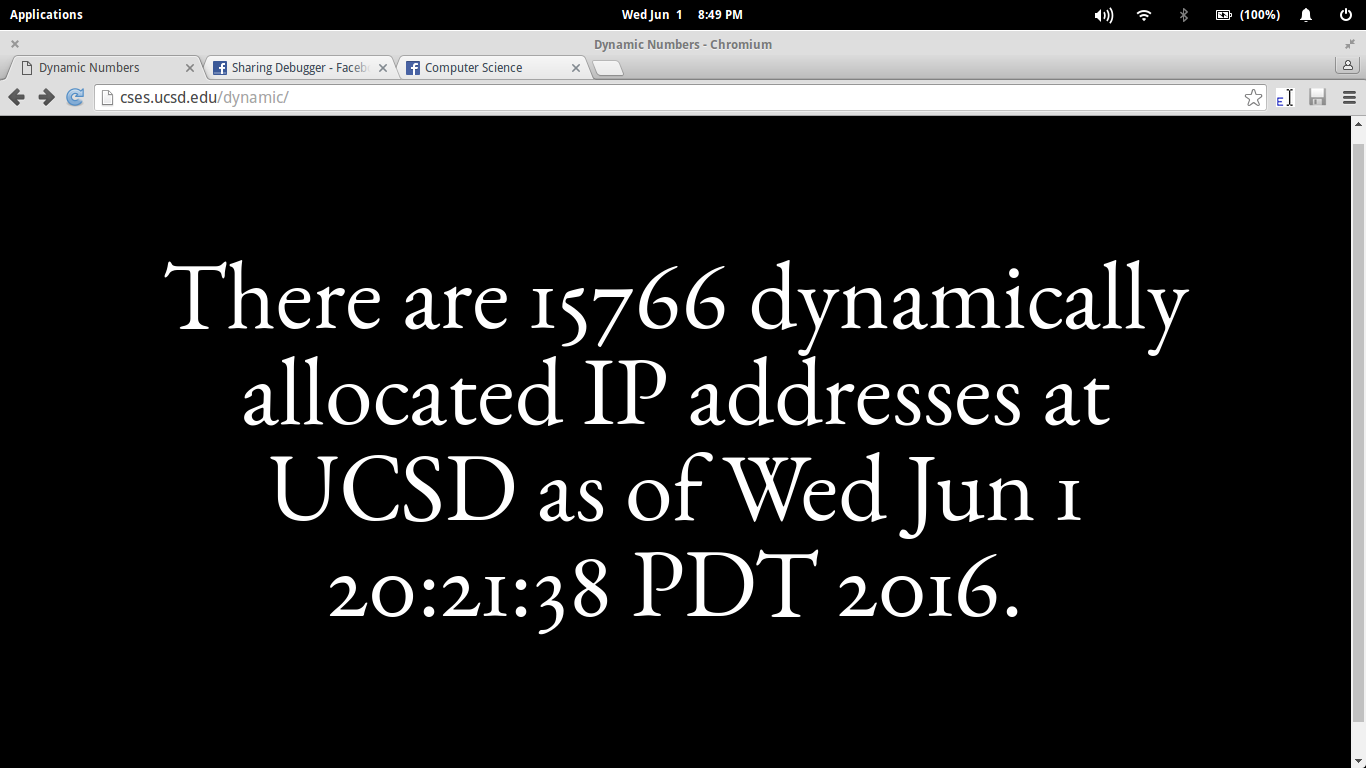 Applications
Wed Jun 1 8:49 PM
(100%)
Dynamic Numbers - Chromium
Dynamic Numbers
Sharing Debugger - Faceb
Computer Science
cses.ucsd.edu/dynamic/
E
There are 15766 dynamically
allocated IP addresses at
UCSD as of Wed Jun 1
20:21:38 PDT 2016.